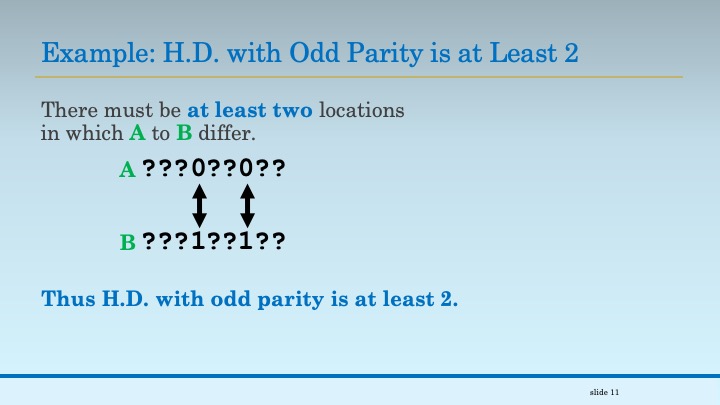 Example: H.D. with Odd Parity is at Least 2
There must be at least two locations
in which A to B differ.
A ???0??0??
B ???1??1??
Thus H.D. with odd parity is at least 2.
slide 11